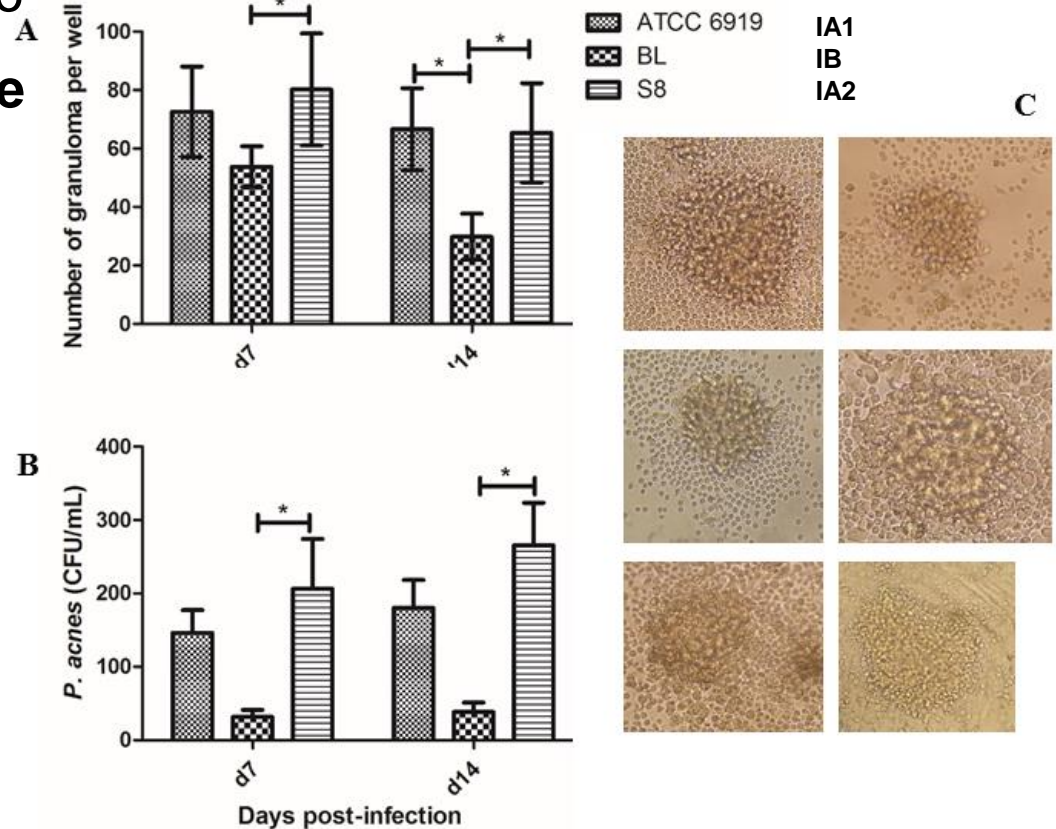 A
Number of granuloma per well
100
80
60
40
20
0
*
*
*
d7
ATCC 6919
BL
S8
IA1
IB
IA2
C
e
B
P. acnes (CFU/mL)
400
300
200
100
0
*
*
d7
d14
Days post-infection